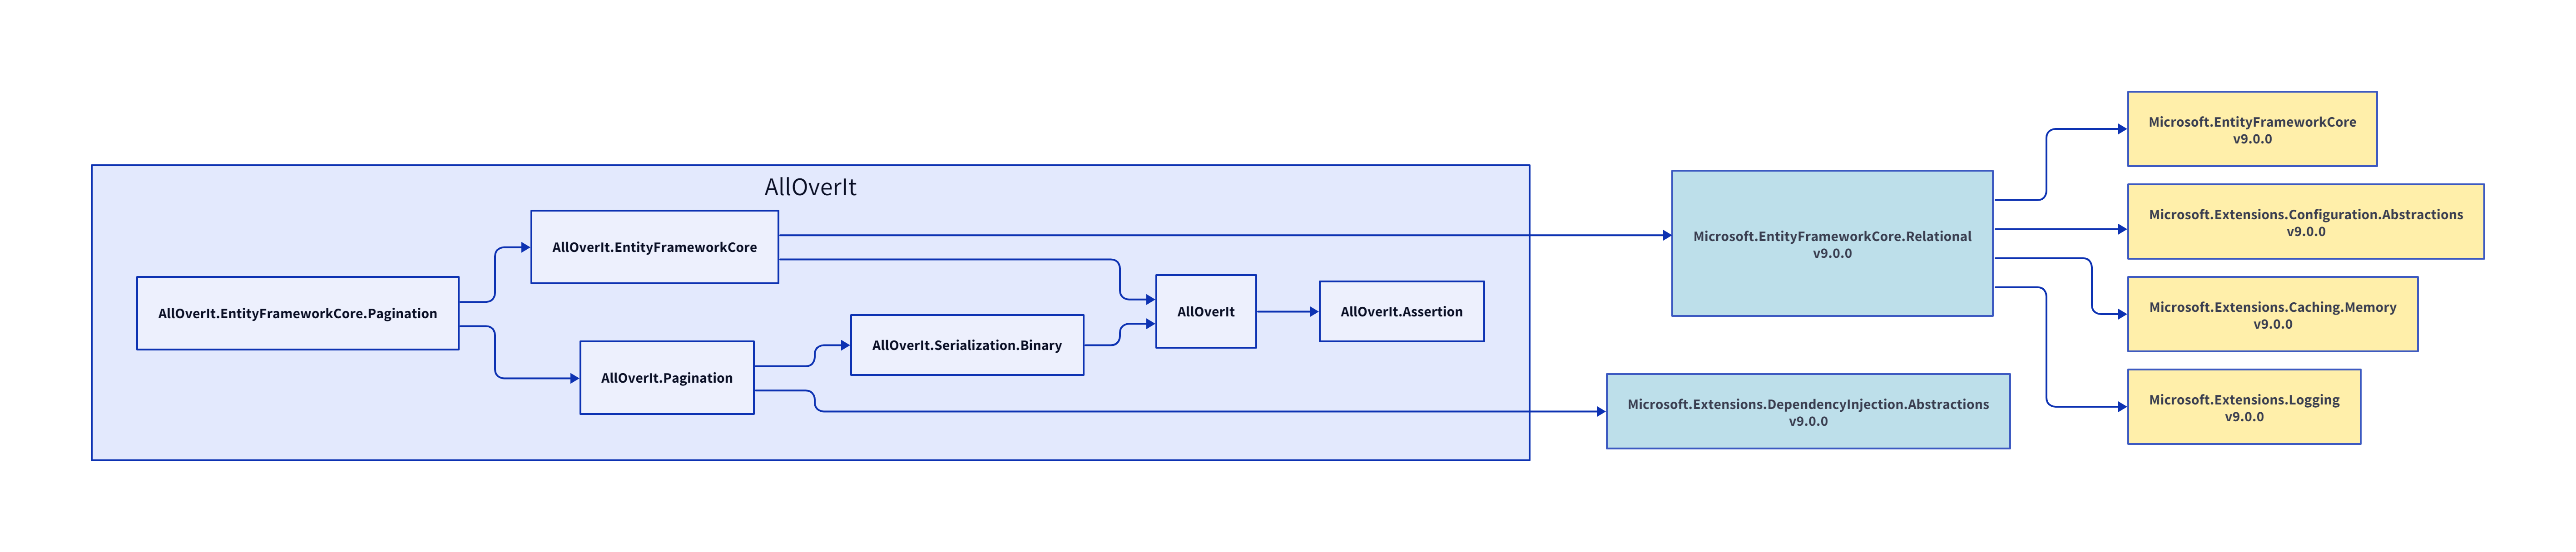 AllOverIt
AllOverIt.EntityFrameworkCore.Pagination
AllOverIt.EntityFrameworkCore
AllOverIt.Pagination
AllOverIt.Serialization.Binary
AllOverIt
AllOverIt.Assertion
Microsoft.EntityFrameworkCore.Relational
v9.0.0
Microsoft.Extensions.DependencyInjection.Abstractions
v9.0.0
Microsoft.EntityFrameworkCore
v9.0.0
Microsoft.Extensions.Configuration.Abstractions
v9.0.0
Microsoft.Extensions.Caching.Memory
v9.0.0
Microsoft.Extensions.Logging
v9.0.0